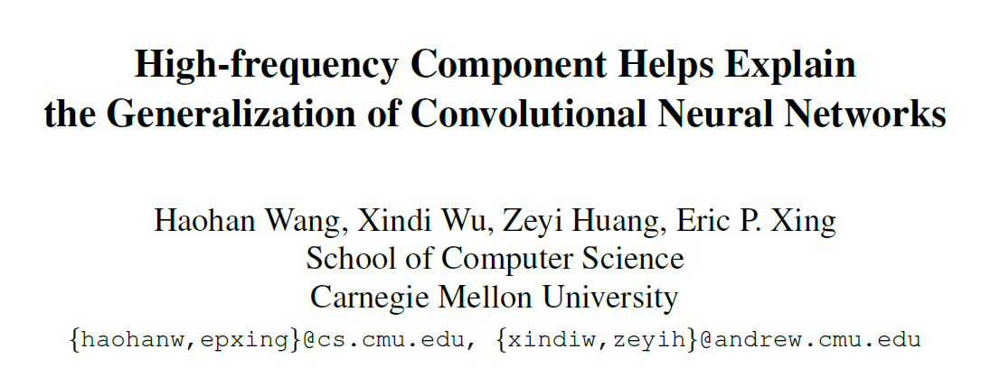 High-frequency Component Helps Explain
the Generalization of Convolutional Neural Networks
Haohan Wang, Xindi Wu, Zeyi Huang, Eric P. Xing
School of Computer Science
Carnegie Mellon University
{haohanw,epxing}@cs.cmu.edu, {xindiw,zeyih}@andrew.cmu.edu